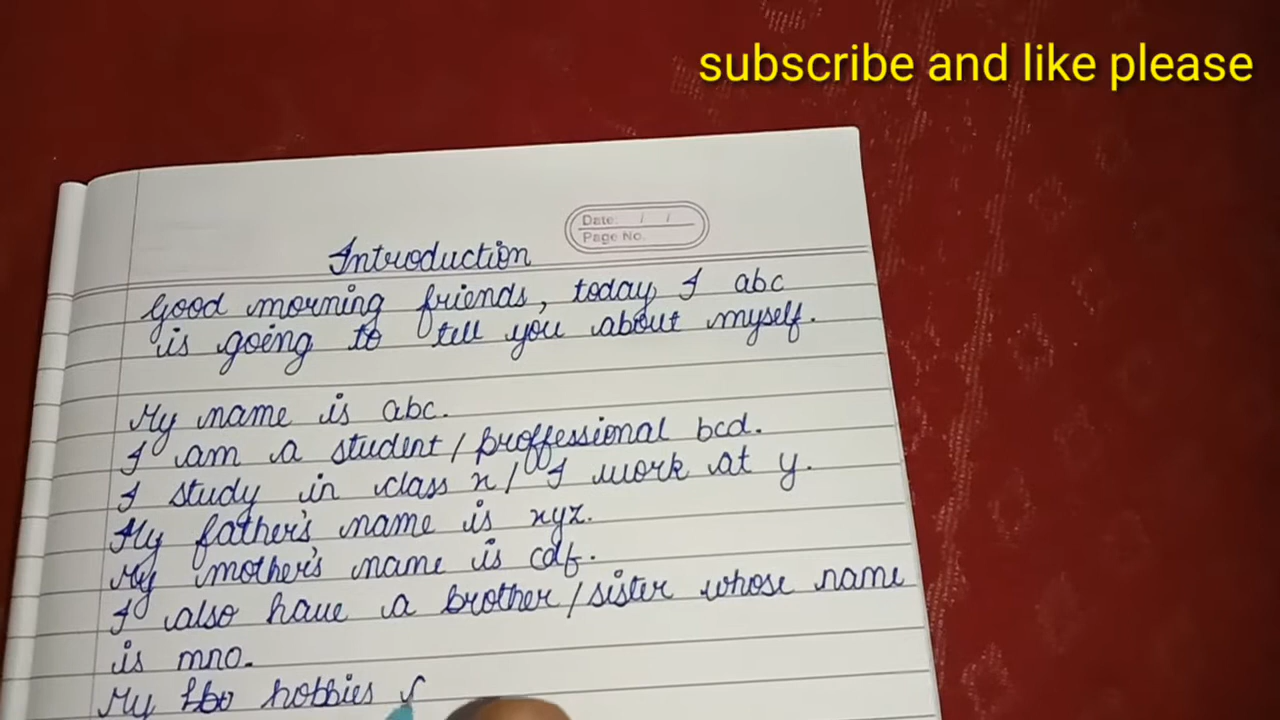 subscribe and like please
Date: / /
Page No.
Introduction
Good morning friends, today I abc
is going to tell you about myself.
My name is abc.
I am a student/proffessional bcd.
I study in class x/ I work at y.
My father's name is xyz.
My mother's name is cdf.
I also have a brother/sister whose name
is mno.
My hobbies